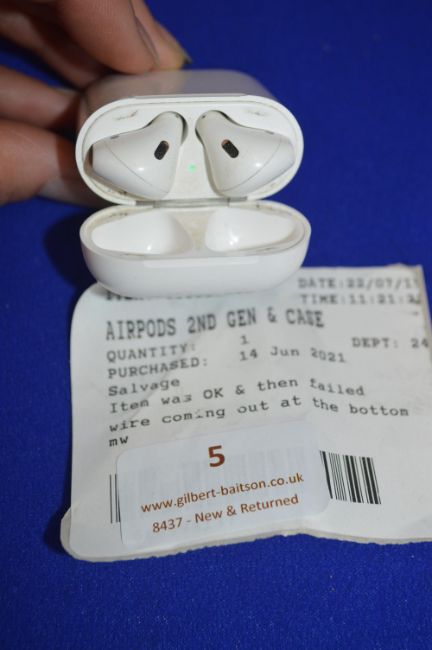 DATE:22/07/
TIME:11:21:
AIRPODS 2ND GEN & CASE
QUANTITY: 1 DEPT: 24
PURCHASED: 14 Jun 2021
Salvage
Item was OK & then failed
wire coming out at the bottom
mw
5
www.gilbert-baitson.co.uk
8437 - New & Returned